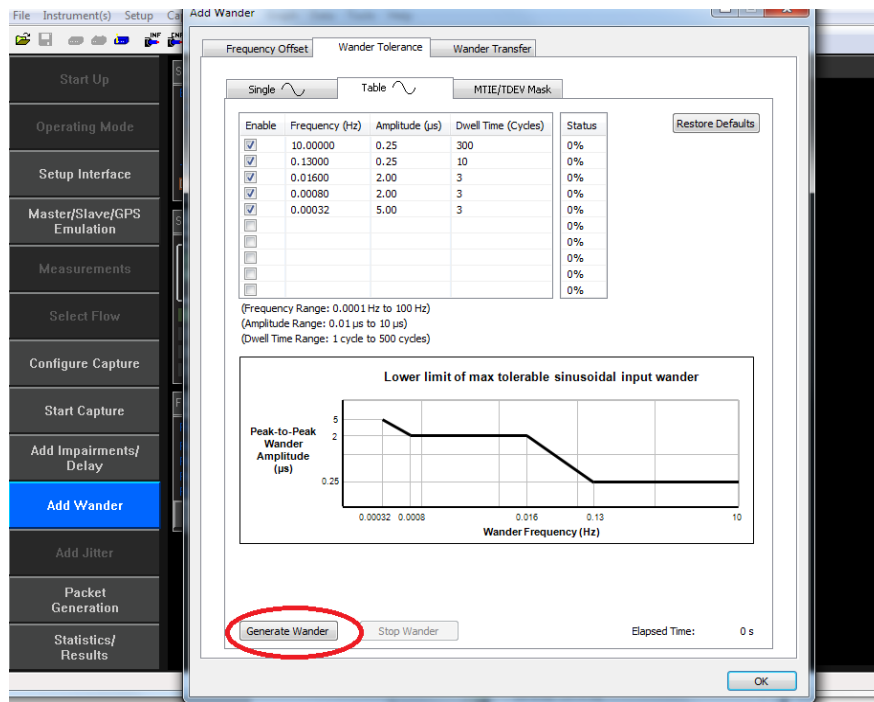 File Instrument(s) Setup Ca
Add Wander
Start Up
Operating Mode
Setup Interface
Master/Slave/GPS
Emulation
Measurements
Select Flow
Configure Capture
Start Capture
Add Impairments/
Delay
Add Wander
Add Jitter
Packet
Generation
Statistics/
Results
Frequency Offset Wander Tolerance Wander Transfer
Single Table MTIE/TDEV Mask
Enable Frequency (Hz) Amplitude (µs) Dwell Time (Cycles) Status Restore Defaults
10.00000 0.25 300 0%
0.13000 0.25 10 0%
0.01600 2.00 3 0%
0.00080 2.00 3 0%
0.00032 5.00 3 0%
0%
0%
0%
0%
0%
(Frequency Range: 0.0001 Hz to 100 Hz)
(Amplitude Range: 0.01 µs to 10 µs)
(Dwell Time Range: 1 cycle to 500 cycles)
Lower limit of max tolerable sinusoidal input wander
Peak-to-Peak
Wander
Amplitude
(µs)
5
2
0.25
0.00032 0.0008 0.016 0.13 10
Wander Frequency (Hz)
Generate Wander Stop Wander Elapsed Time: 0 s
OK